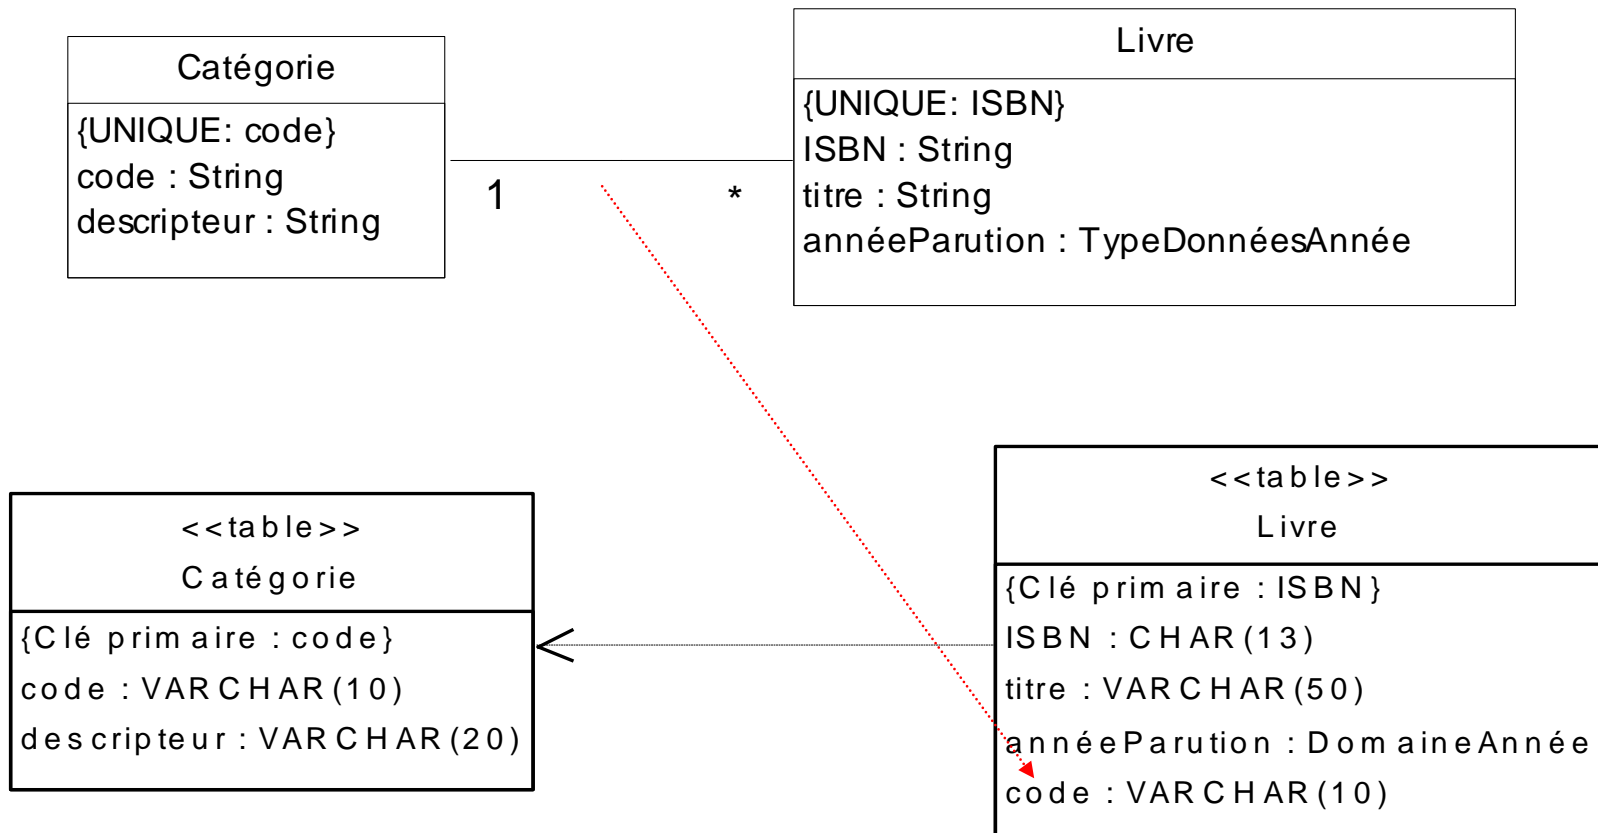 Catégorie
{UNIQUE: code}
code : String
descripteur : String
1
*
Livre
{UNIQUE: ISBN}
ISBN : String
titre : String
annéeParution : TypeDonnéesAnnée
<<table>>
Catégorie
{Clé primaire : code}
code : VARCHAR(10)
descripteur : VARCHAR(20)
<<table>>
Livre
{Clé primaire : ISBN}
ISBN : CHAR(13)
titre : VARCHAR(50)
annéeParution : DomaineAnnée
code : VARCHAR(10)